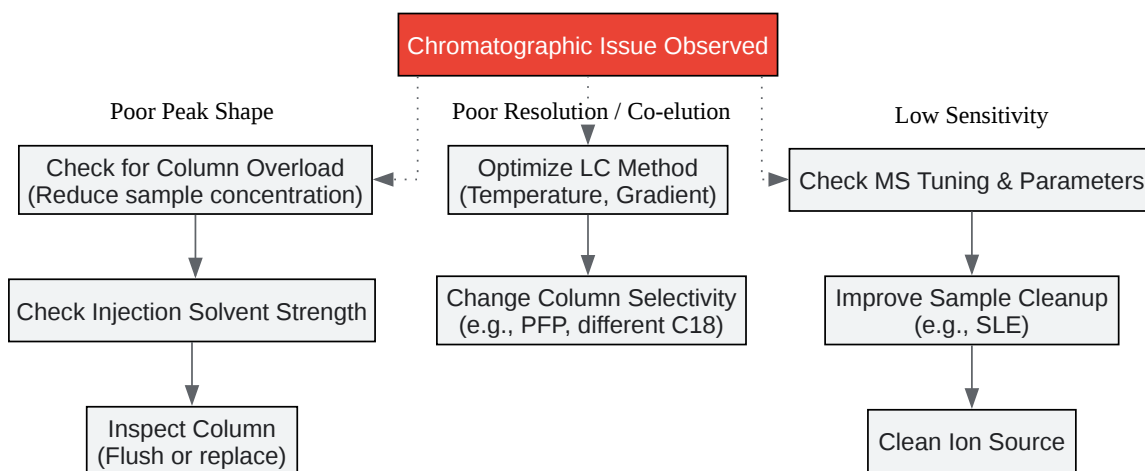 Chromatographic Issue Observed
Poor Peak Shape
Poor Resolution / Co-elution
Low Sensitivity
Check for Column Overload
(Reduce sample concentration)
Optimize LC Method
(Temperature, Gradient)
Check MS Tuning & Parameters
Check Injection Solvent Strength
Change Column Selectivity
(e.g., PFP, different C18)
Improve Sample Cleanup
(e.g., SLE)
Inspect Column
(Flush or replace)
Clean Ion Source